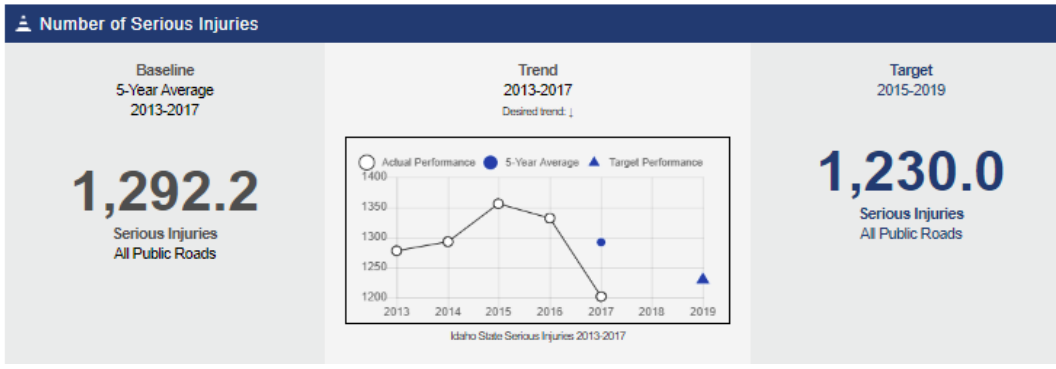 Number of Serious Injuries
Baseline
5-Year Average
2013-2017
1,292.2
Serious Injuries
All Public Roads
Trend
2013-2017
Desired trend: ↓
Actual Performance 5-Year Average Target Performance
1400
1350
1300
1250
1200
2013 2014 2015 2016 2017 2018 2019
Idaho State Serious Injuries 2013-2017
Target
2015-2019
1,230.0
Serious Injuries
All Public Roads